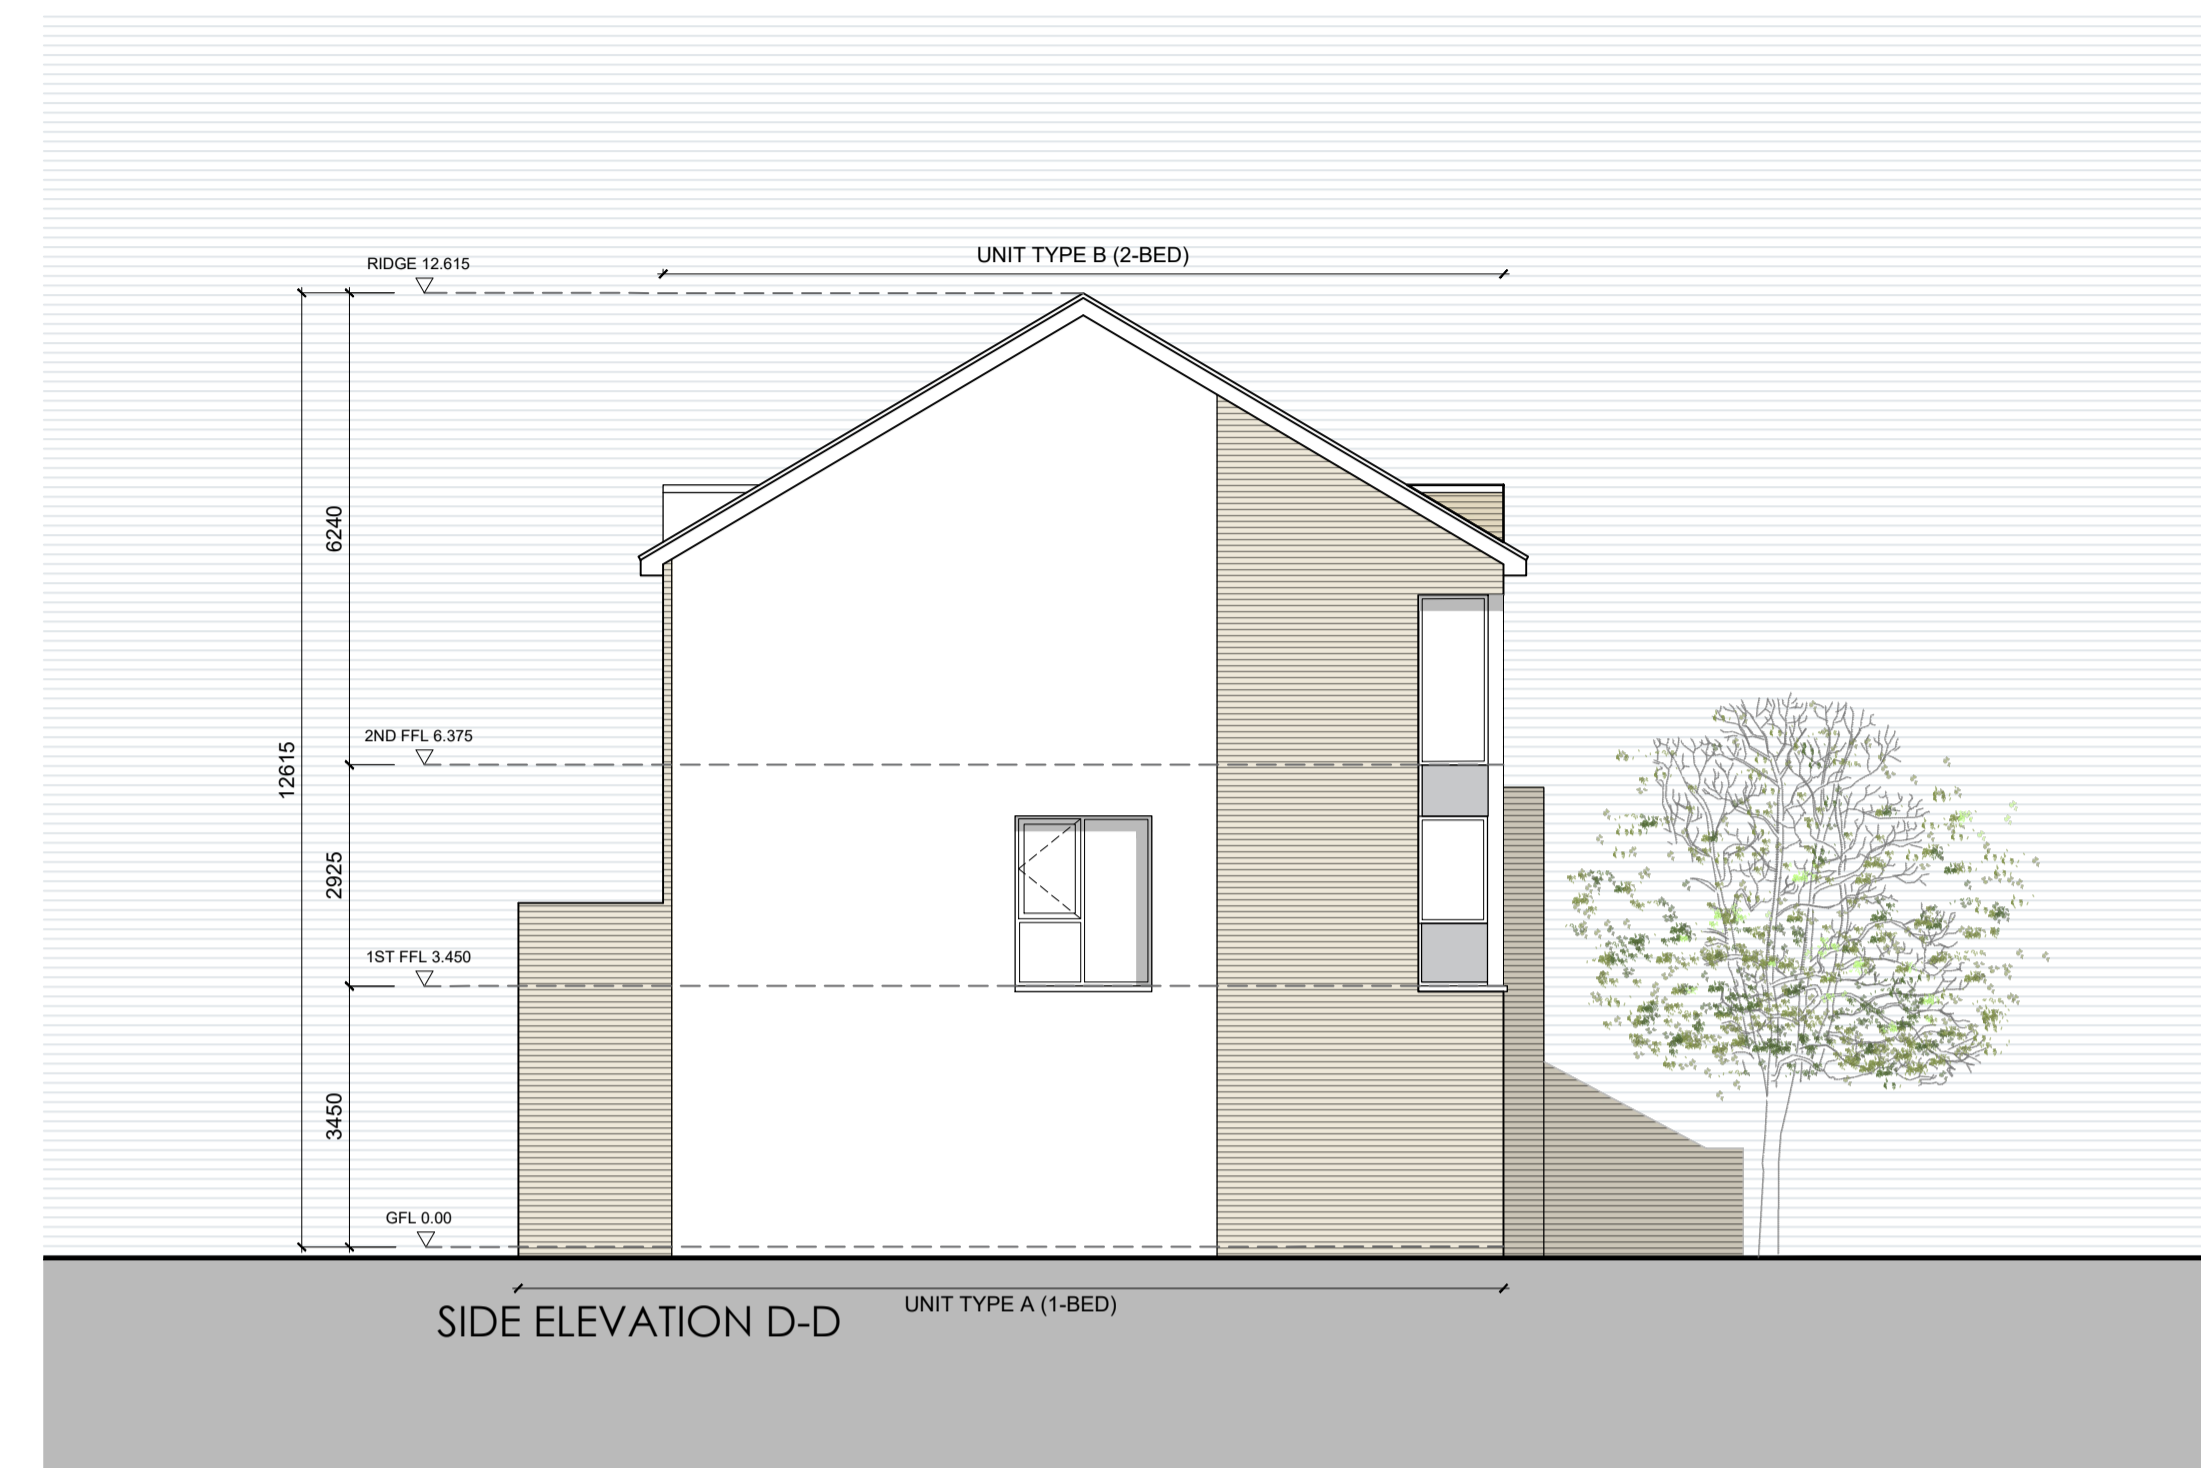 UNIT TYPE B (2-BED)
RIDGE 12.615
6240
2ND FFL 6.375
12615
2925
1ST FFL 3.450
3450
GFL 0.00
UNIT TYPE A (1-BED)
SIDE ELEVATION D-D